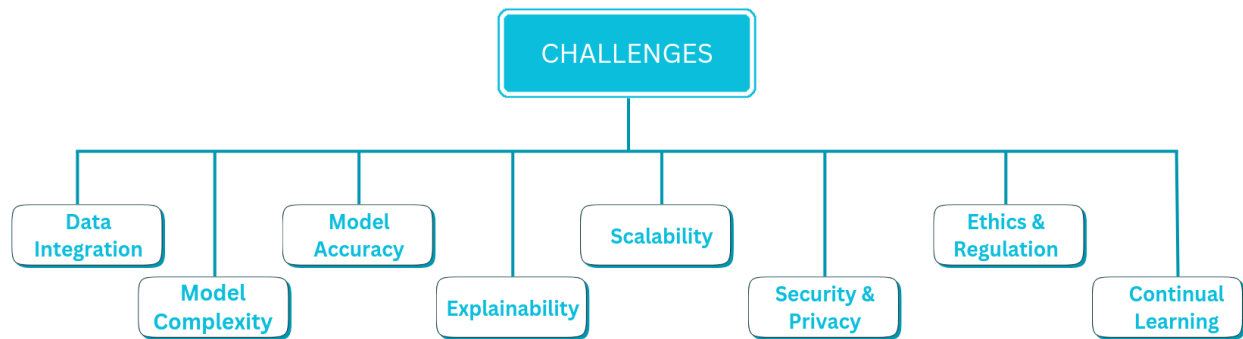 CHALLENGES
Data
Integration
Model
Complexity
Model
Accuracy
Explainability
Scalability
Security &
Privacy
Ethics &
Regulation
Continual
Learning